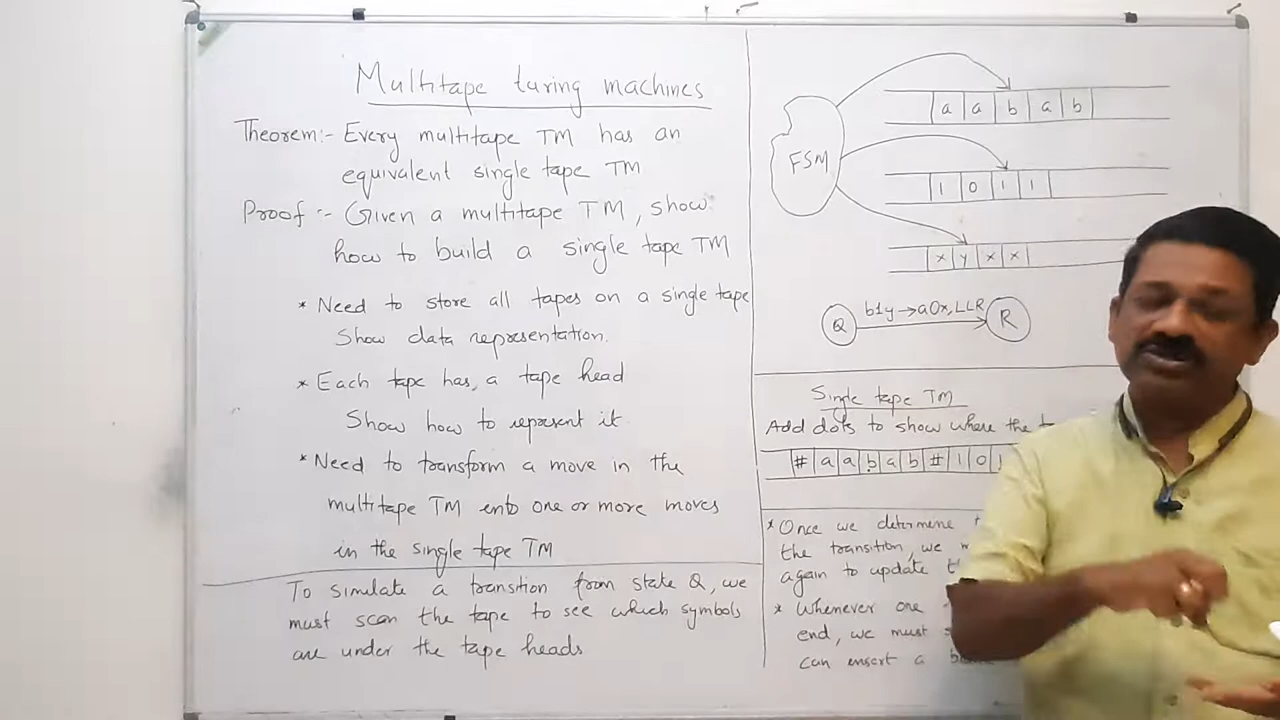 Multitape turing machines
Theorem:- Every multitape TM has an
equivalent single tape TM
Proof :- Given a multitape TM, show
how to build a single tape TM
* Need to store all tapes on a single tape
Show data representation.
* Each tape has, a tape head
Show how to represent it.
* Need to transform a move in the
multitape TM into one or more moves
in the single tape TM
To simulate a transition from state Q, we
must scan the tape to see which symbols
are under the tape heads
FSM
a a b a b
1 0 1 1
x y x x
Q b1y→a0x,LLR R
Single tape TM
Add dots to show where the
# a a b a b # 1 0 1
* Once we determine
the transition, we
again to update
* Whenever one
end, we must
can insert a